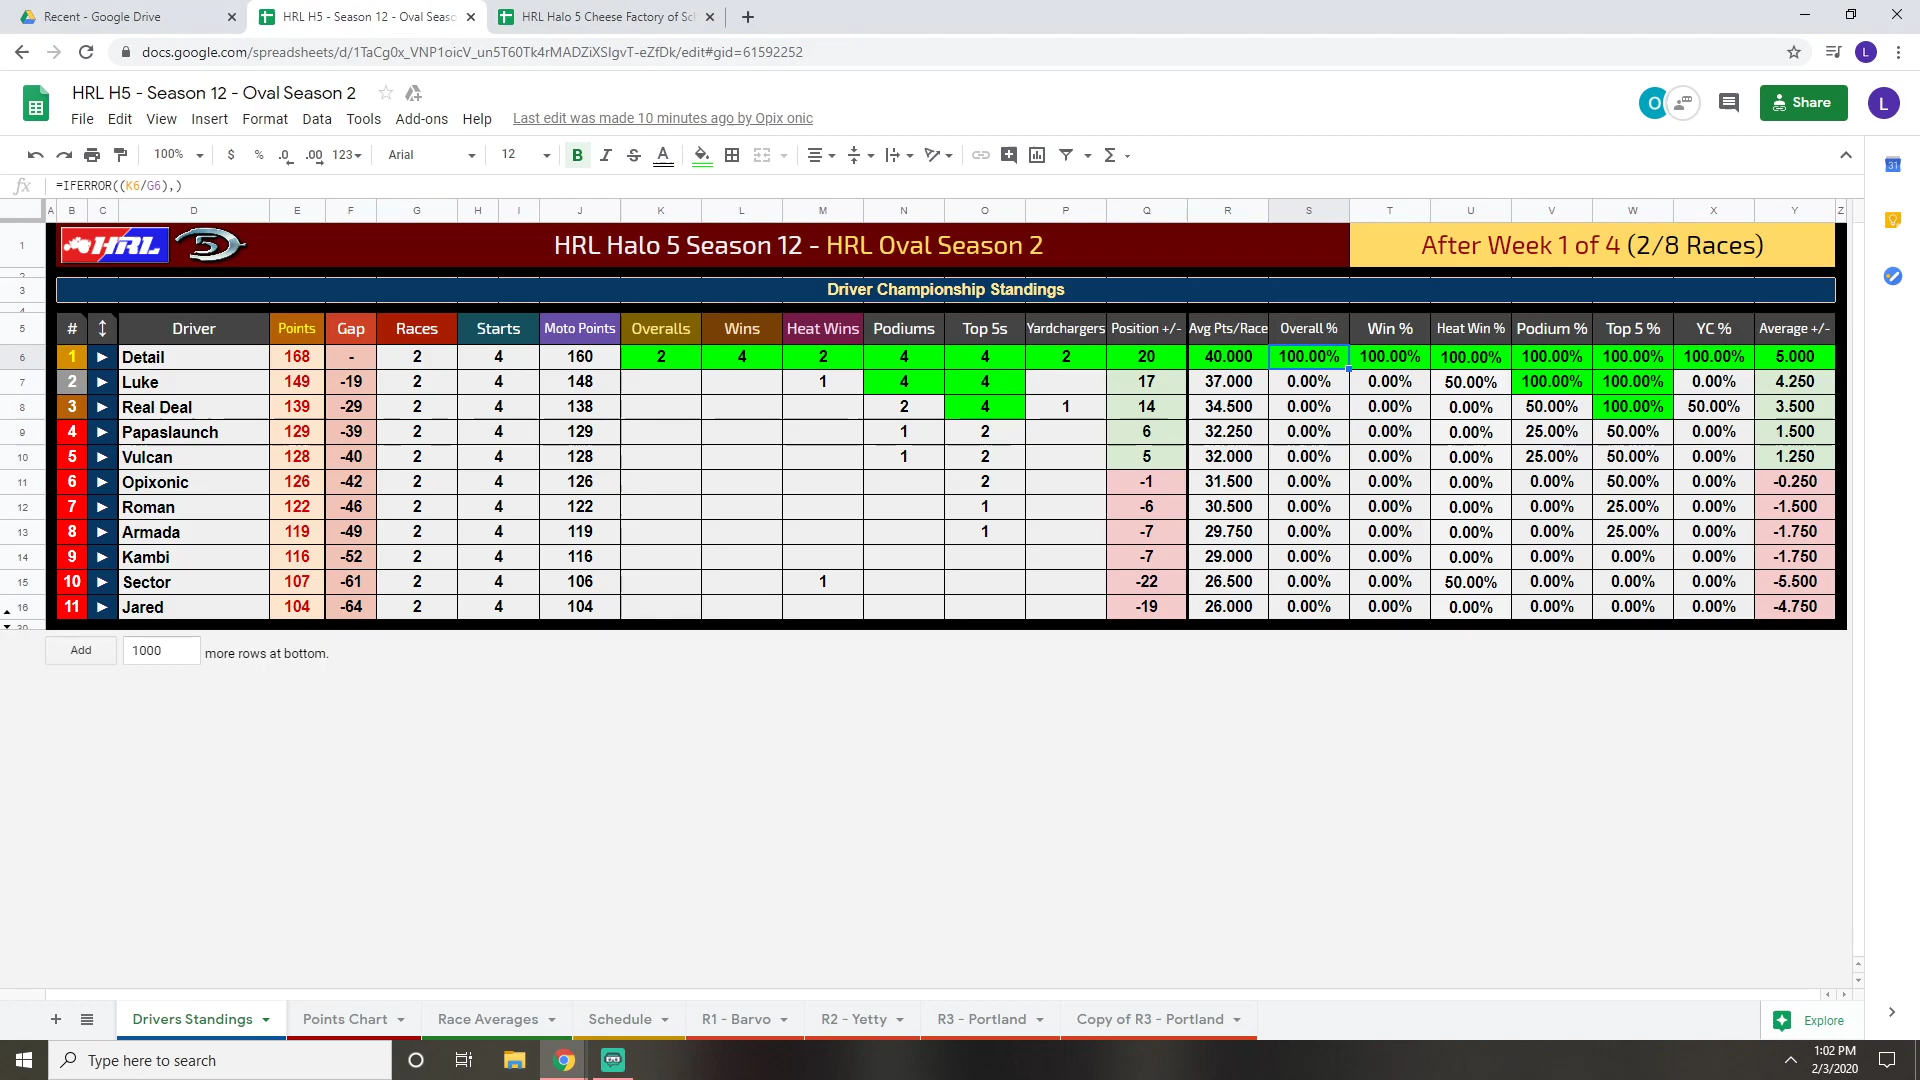 Recent - Google Drive
HRL H5 - Season 12 - Oval Seaso
HRL Halo 5 Cheese Factory of Sc
docs.google.com/spreadsheets/d/1TaCg0x_VNP1oicV_un5T60Tk4rMADZiXSIgvT-eZfDk/edit#gid=61592252
L
HRL H5 - Season 12 - Oval Season 2
File Edit View Insert Format Data Tools Add-ons Help Last edit was made 10 minutes ago by Opix onic
O Share L
100% $ % .0 .00 123 Arial 12 B I S A
31
fx =IFERROR((K6/G6),)
A B C D E F G H I J K L M N O P Q R S T U V W X Y Z
1 HRL 5 HRL Halo 5 Season 12 - HRL Oval Season 2 After Week 1 of 4 (2/8 Races)
2
3 Driver Championship Standings
4
5 # ↕ Driver Points Gap Races Starts Moto Points Overalls Wins Heat Wins Podiums Top 5s Yardchargers Position +/- Avg Pts/Race Overall % Win % Heat Win % Podium % Top 5 % YC % Average +/-
6 1 ► Detail 168 - 2 4 160 2 4 2 4 4 2 20 40.000 100.00% 100.00% 100.00% 100.00% 100.00% 100.00% 5.000
7 2 ► Luke 149 -19 2 4 148 1 4 4 17 37.000 0.00% 0.00% 50.00% 100.00% 100.00% 0.00% 4.250
8 3 ► Real Deal 139 -29 2 4 138 2 4 1 14 34.500 0.00% 0.00% 0.00% 50.00% 100.00% 50.00% 3.500
9 4 ► Papaslaunch 129 -39 2 4 129 1 2 6 32.250 0.00% 0.00% 0.00% 25.00% 50.00% 0.00% 1.500
10 5 ► Vulcan 128 -40 2 4 128 1 2 5 32.000 0.00% 0.00% 0.00% 25.00% 50.00% 0.00% 1.250
11 6 ► Opixonic 126 -42 2 4 126 2 -1 31.500 0.00% 0.00% 0.00% 0.00% 50.00% 0.00% -0.250
12 7 ► Roman 122 -46 2 4 122 1 -6 30.500 0.00% 0.00% 0.00% 0.00% 25.00% 0.00% -1.500
13 8 ► Armada 119 -49 2 4 119 1 -7 29.750 0.00% 0.00% 0.00% 0.00% 25.00% 0.00% -1.750
14 9 ► Kambi 116 -52 2 4 116 -7 29.000 0.00% 0.00% 0.00% 0.00% 0.00% 0.00% -1.750
15 10 ► Sector 107 -61 2 4 106 1 -22 26.500 0.00% 0.00% 50.00% 0.00% 0.00% 0.00% -5.500
16 11 ► Jared 104 -64 2 4 104 -19 26.000 0.00% 0.00% 0.00% 0.00% 0.00% 0.00% -4.750
30
Add 1000 more rows at bottom.
Drivers Standings Points Chart Race Averages Schedule R1 - Barvo R2 - Yetty R3 - Portland Copy of R3 - Portland Explore
Type here to search
1:02 PM
2/3/2020